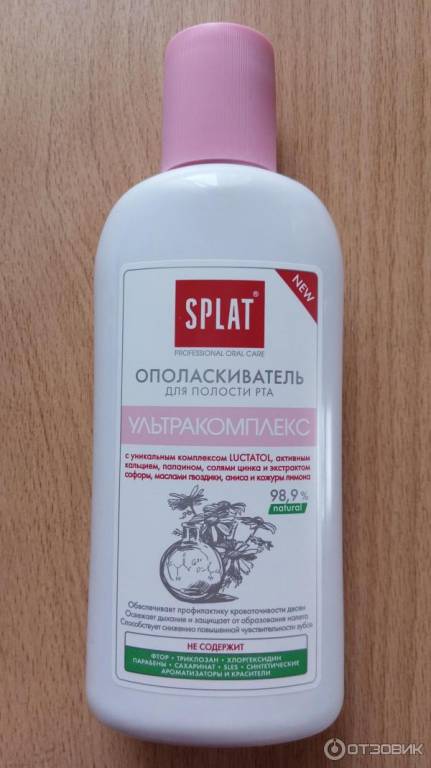 NEW
SPLAT®
PROFESSIONAL ORAL CARE
ОПОЛАСКИВАТЕЛЬ
ДЛЯ ПОЛОСТИ РТА
УЛЬТРАКОМПЛЕКС
с уникальным комплексом LUCTATOL, активным
кальцием, папаином, солями цинка и экстрактом
софоры, маслами гвоздики, аниса и кожуры лимона
98,9 %
natural
Обеспечивает профилактику кровоточивости десен
Освежает дыхание и защищает от образования налета
Способствует снижению повышенной чувствительности зубов
НЕ СОДЕРЖИТ
ФТОР • ТРИКЛОЗАН • ХЛОРГЕКСИДИН
ПАРАБЕНЫ • САХАРИНАТ • SLES • СИНТЕТИЧЕСКИЕ
АРОМАТИЗАТОРЫ И КРАСИТЕЛИ
ОТЗОВИК